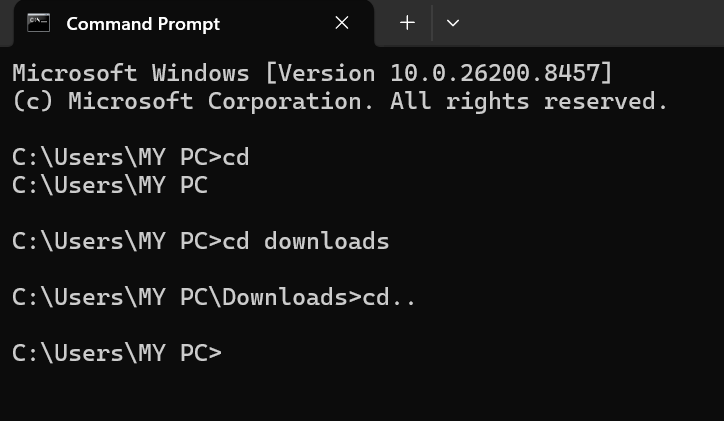 Command Prompt
Microsoft Windows [Version 10.0.26200.8457]
(c) Microsoft Corporation. All rights reserved.
C:\Users\MY PC>cd
C:\Users\MY PC
C:\Users\MY PC>cd downloads
C:\Users\MY PC\Downloads>cd..
C:\Users\MY PC>